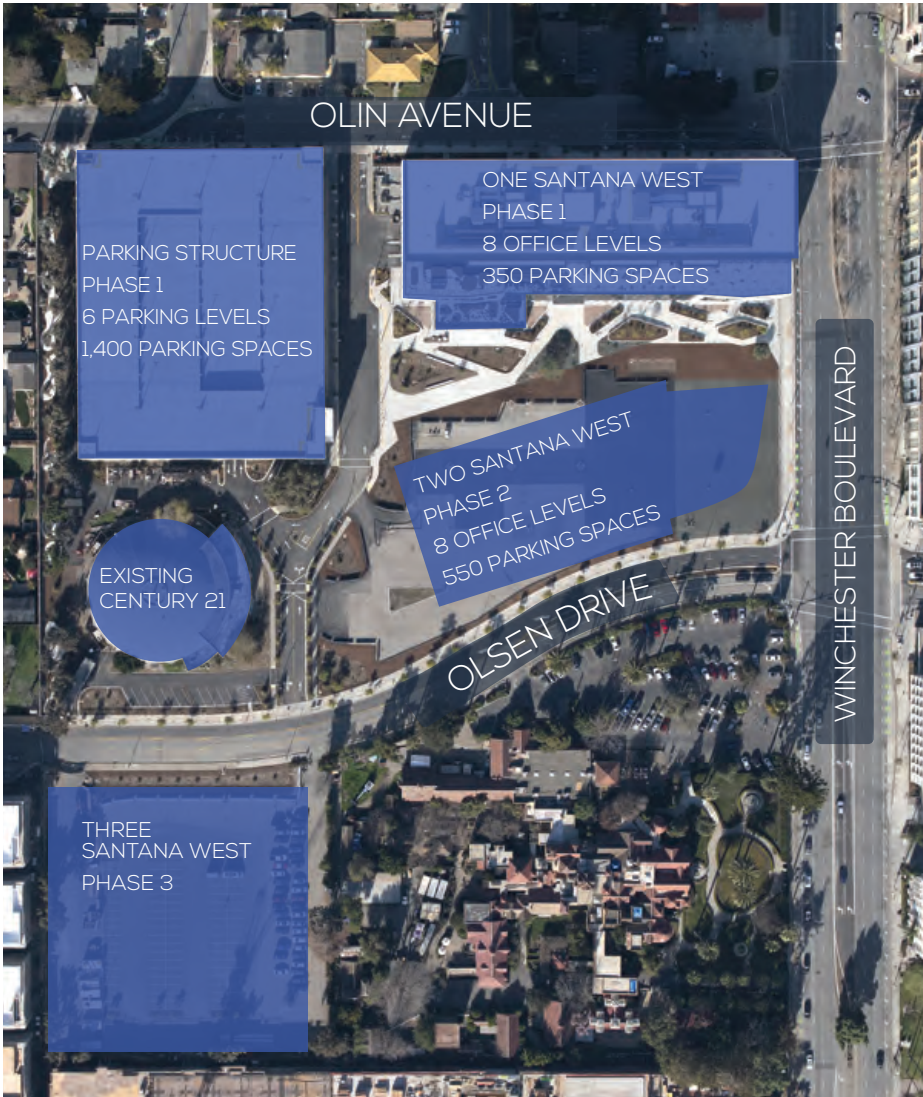 OLIN AVENUE
ONE SANTANA WEST
PHASE 1
8 OFFICE LEVELS
350 PARKING SPACES
PARKING STRUCTURE
PHASE 1
6 PARKING LEVELS
1,400 PARKING SPACES
TWO SANTANA WEST
PHASE 2
8 OFFICE LEVELS
550 PARKING SPACES
WINCHESTER BOULEVARD
EXISTING
CENTURY 21
OLSEN DRIVE
THREE
SANTANA WEST
PHASE 3